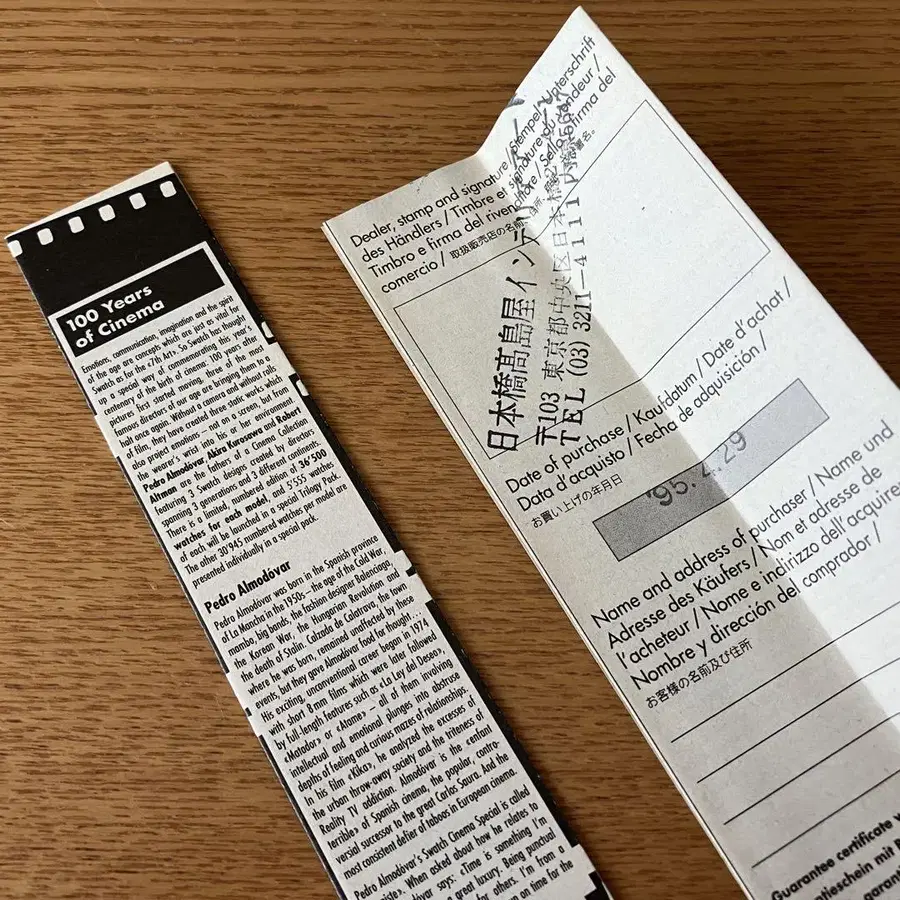 100 Years
of Cinema
Emotions, communication, imagination and the spirit
of the age are concepts which are just as vital for
Swatch as for the «7th Art». So Swatch has thought
up a special way of commemorating this year's
centenary of the birth of cinema: 100 years after
pictures first started moving, three of the most
famous directors of our age are bringing them to a
halt once again. Without a camera and without rolls
of film, they have created three static works which
also project emotions – not on a screen, but from
the wearer's wrist into his or her environment
Pedro Almodóvar, Akira Kurosawa and Robert
Altman are the fathers of a Cinema Collection
featuring 3 Swatch designs created by directors
spanning 3 generations and 3 different continents.
There is a limited, numbered edition of 36'500
watches for each model, and 5'555 watches
of each will be launched in a special Trilogy Pack.
The other 30'945 numbered watches per model are
presented individually in a special pack.
Pedro Almodóvar
Pedro Almodóvar was born in the Spanish province
of La Mancha in the 1950s – the age of the Cold War,
mambo, big bands, the fashion designer Balenciaga,
the Korean War, the Hungarian Revolution and
the death of Stalin. Calzada de Calatrava, the town
where he was born, remained unaffected by these
events, but they gave Almodóvar food for thought...
His exciting, unconventional career began in 1974
with short 8 mm films which were later followed
by full-length features such as «La Ley del Deseo»,
«Matador» or «Atame» – all of them involving
intellectual and emotional plunges into abstruse
depths of feeling and curious mazes of relationships.
In his film «Kika», he analyzed the excesses of
the urban throw-away society and the triteness of
Reality TV addiction. Almodóvar is the «enfant
terrible» of Spanish cinema, the popular, contro-
versial successor to the great Carlos Saura. And the
most consistent defier of taboos in European cinema.
Pedro Almodóvar's Swatch Cinema Special is called
When asked about how he relates to
says: «Time is something I'm
a great luxury. Being punctual
for others. I'm from a
on time for the
Dealer, stamp and signature / Stempel, Unterschrift
des Händlers / Timbre et signature du vendeur /
Timbro e firma del rivenditore / Sello y firma del
comercio / 取扱販売店の名前、住所、
日本橋髙島屋イン
〒103 東京都中央区日本橋
TEL (03) 3211-4111 内
Date of purchase / Kaufdatum / Date d'achat /
Data d'acquisto / Fecha de adquisición /
お買い上げの年月日
'95.2.29
Name and address of purchaser / Name und
Adresse des Käufers / Nom et adresse de
l'acheteur / Nome e indirizzo dell'acquirente
Nombre y dirección del comprador /
お客様の名前及び住所
Guarantee certificate